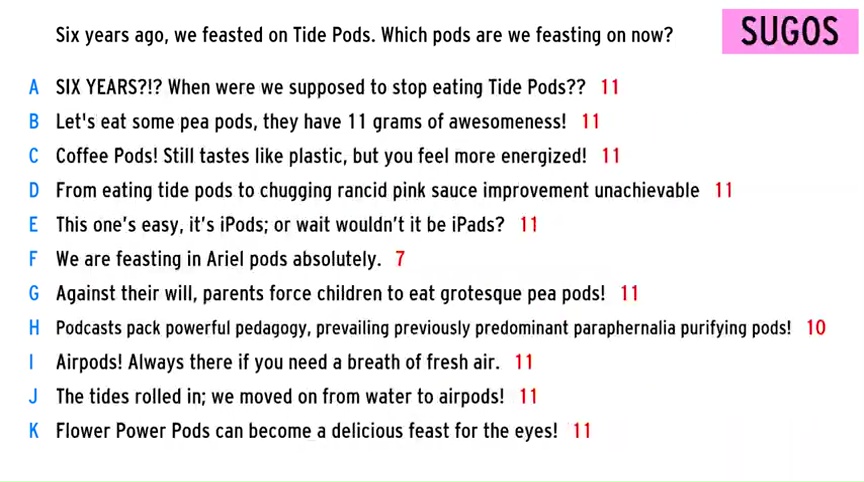 Six years ago, we feasted on Tide Pods. Which pods are we feasting on now?
SUGOS
A SIX YEARS?!? When were we supposed to stop eating Tide Pods?? 11
B Let's eat some pea pods, they have 11 grams of awesomeness! 11
C Coffee Pods! Still tastes like plastic, but you feel more energized! 11
D From eating tide pods to chugging rancid pink sauce improvement unachievable 11
E This one's easy, it's iPods; or wait wouldn't it be iPads? 11
F We are feasting in Ariel pods absolutely. 7
G Against their will, parents force children to eat grotesque pea pods! 11
H Podcasts pack powerful pedagogy, prevailing previously predominant paraphernalia purifying pods! 10
I Airpods! Always there if you need a breath of fresh air. 11
J The tides rolled in; we moved on from water to airpods! 11
K Flower Power Pods can become a delicious feast for the eyes! 11